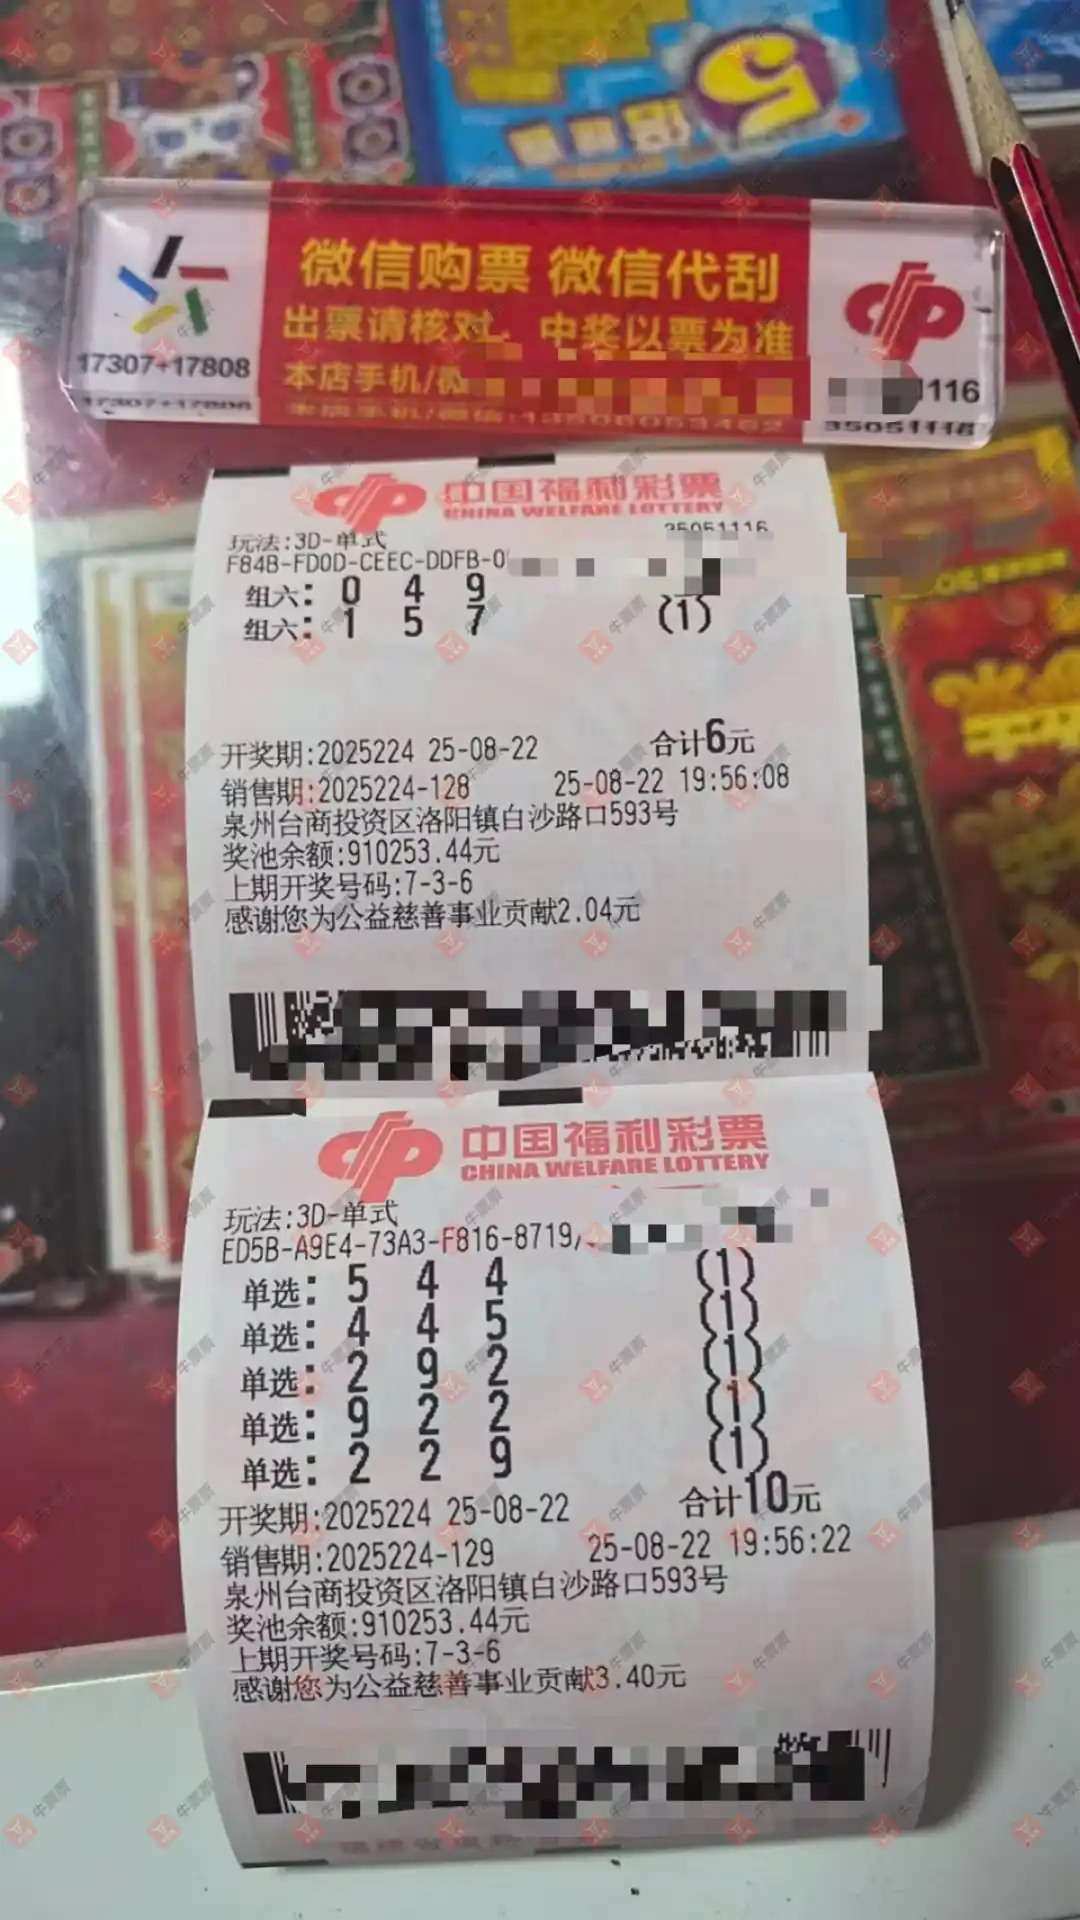 5
17307+17808
微信购票 微信代刮
出票请核对. 中奖以票为准
本店手机/微
116
35051116
中国福利彩票
CHINA WELFARE LOTTERY
玩法:3D-单式
35051116
F84B-FD0D-CEEC-DDFB-0
组六: 0 4 9
组六: 1 5 7 (1)
开奖期:2025224 25-08-22 合计6元
销售期:2025224-128 25-08-22 19:56:08
泉州台商投资区洛阳镇白沙路口593号
奖池余额:910253.44元
上期开奖号码:7-3-6
感谢您为公益慈善事业贡献2.04元
中国福利彩票
CHINA WELFARE LOTTERY
玩法:3D-单式
ED5B-A9E4-73A3-F816-8719/
单选: 5 4 4 (1)
单选: 4 4 5 (1)
单选: 2 9 2 (1)
单选: 9 2 2 (1)
单选: 2 2 9 (1)
开奖期:2025224 25-08-22 合计10元
销售期:2025224-129 25-08-22 19:56:22
泉州台商投资区洛阳镇白沙路口593号
奖池余额:910253.44元
上期开奖号码:7-3-6
感谢您为公益慈善事业贡献3.40元
牛票票